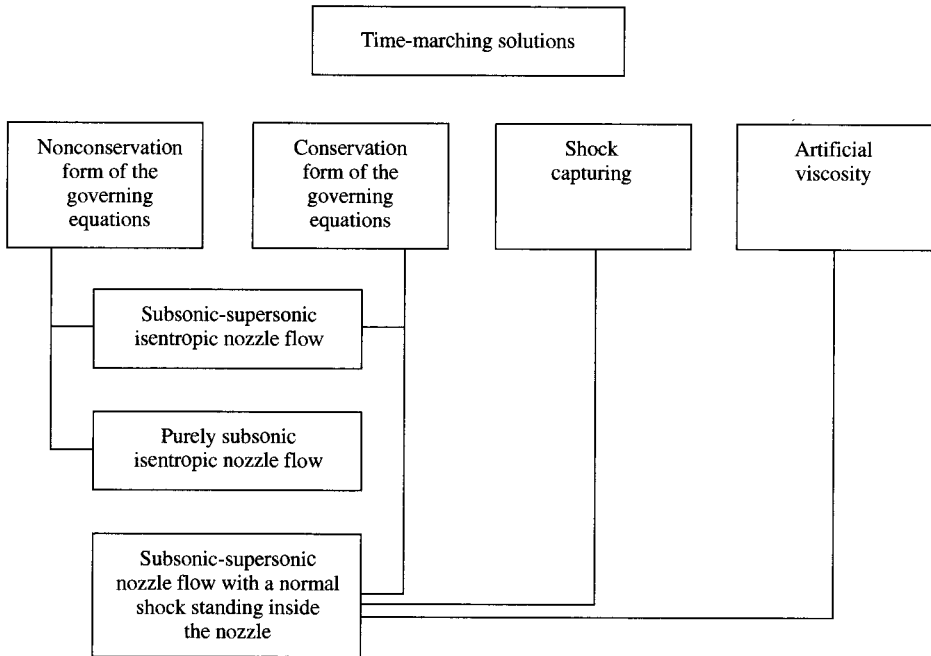 Time-marching solutions
Nonconservation
form of the
governing
equations
Conservation
form of the
governing
equations
Shock
capturing
Artificial
viscosity
Subsonic-supersonic
isentropic nozzle flow
Purely subsonic
isentropic nozzle flow
Subsonic-supersonic
nozzle flow with a normal
shock standing inside
the nozzle